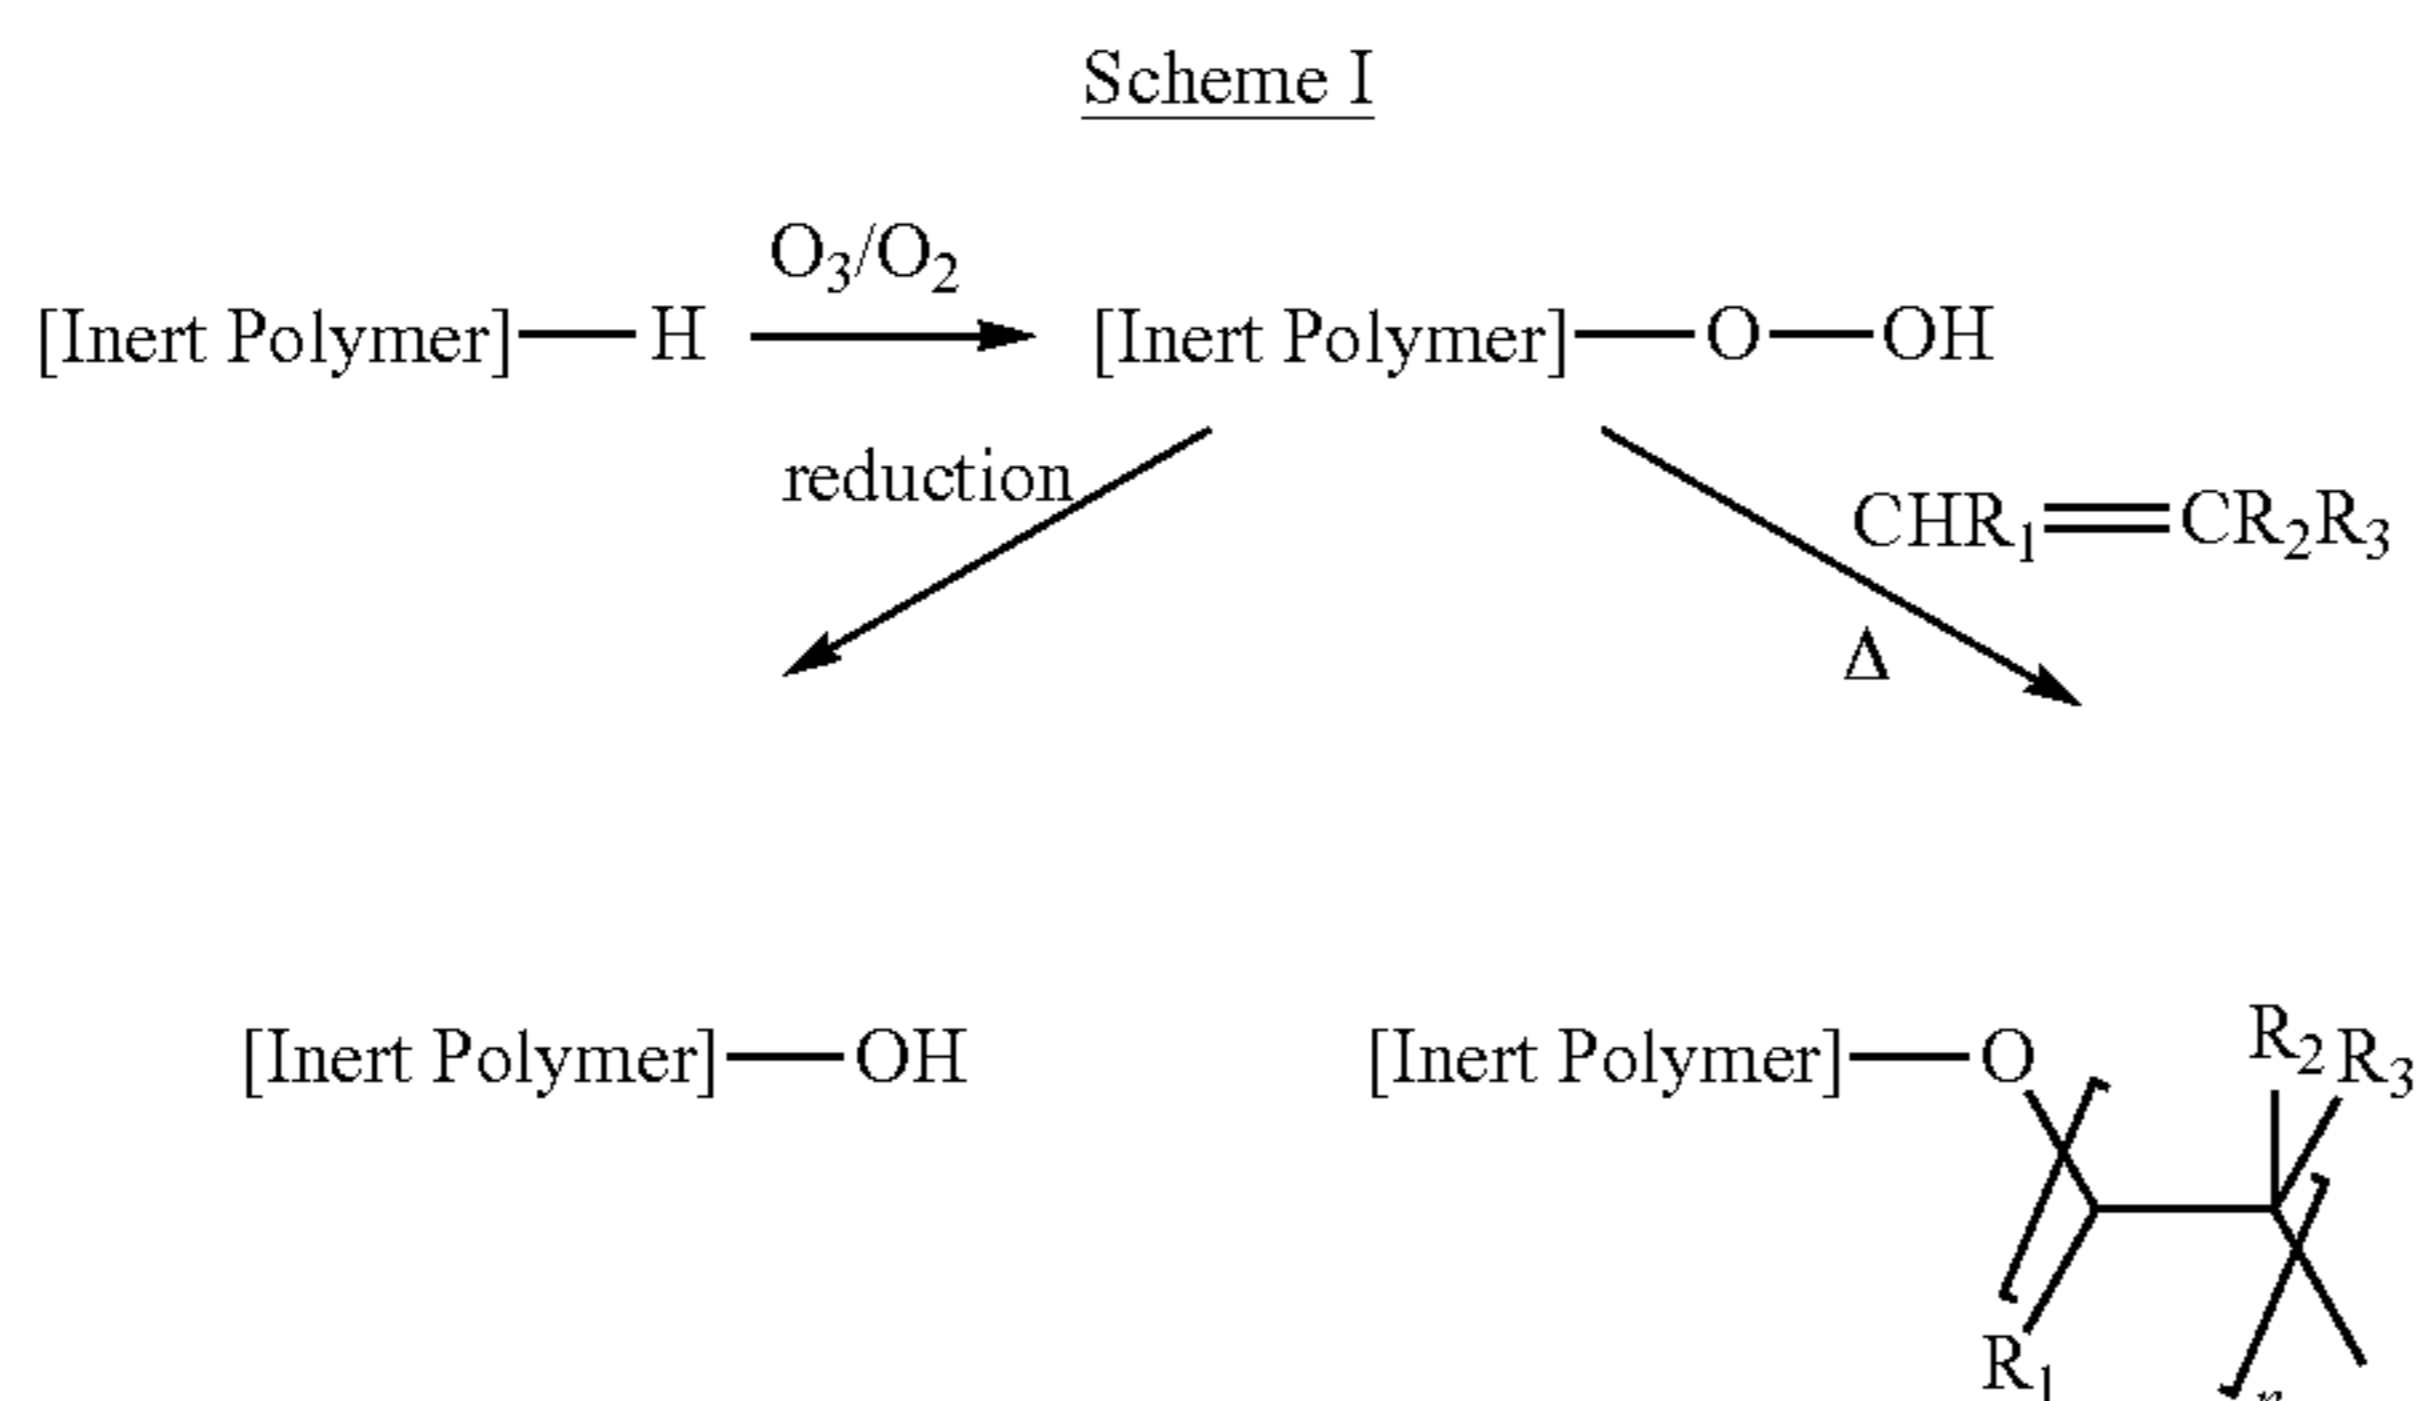 Scheme I
O3/O2
[Inert Polymer]—H
[Inert Polymer]—O—OH
reduction
CHR1=CR2R3
Δ
[Inert Polymer]—OH
[Inert Polymer]—O
R2
R3
R1
n